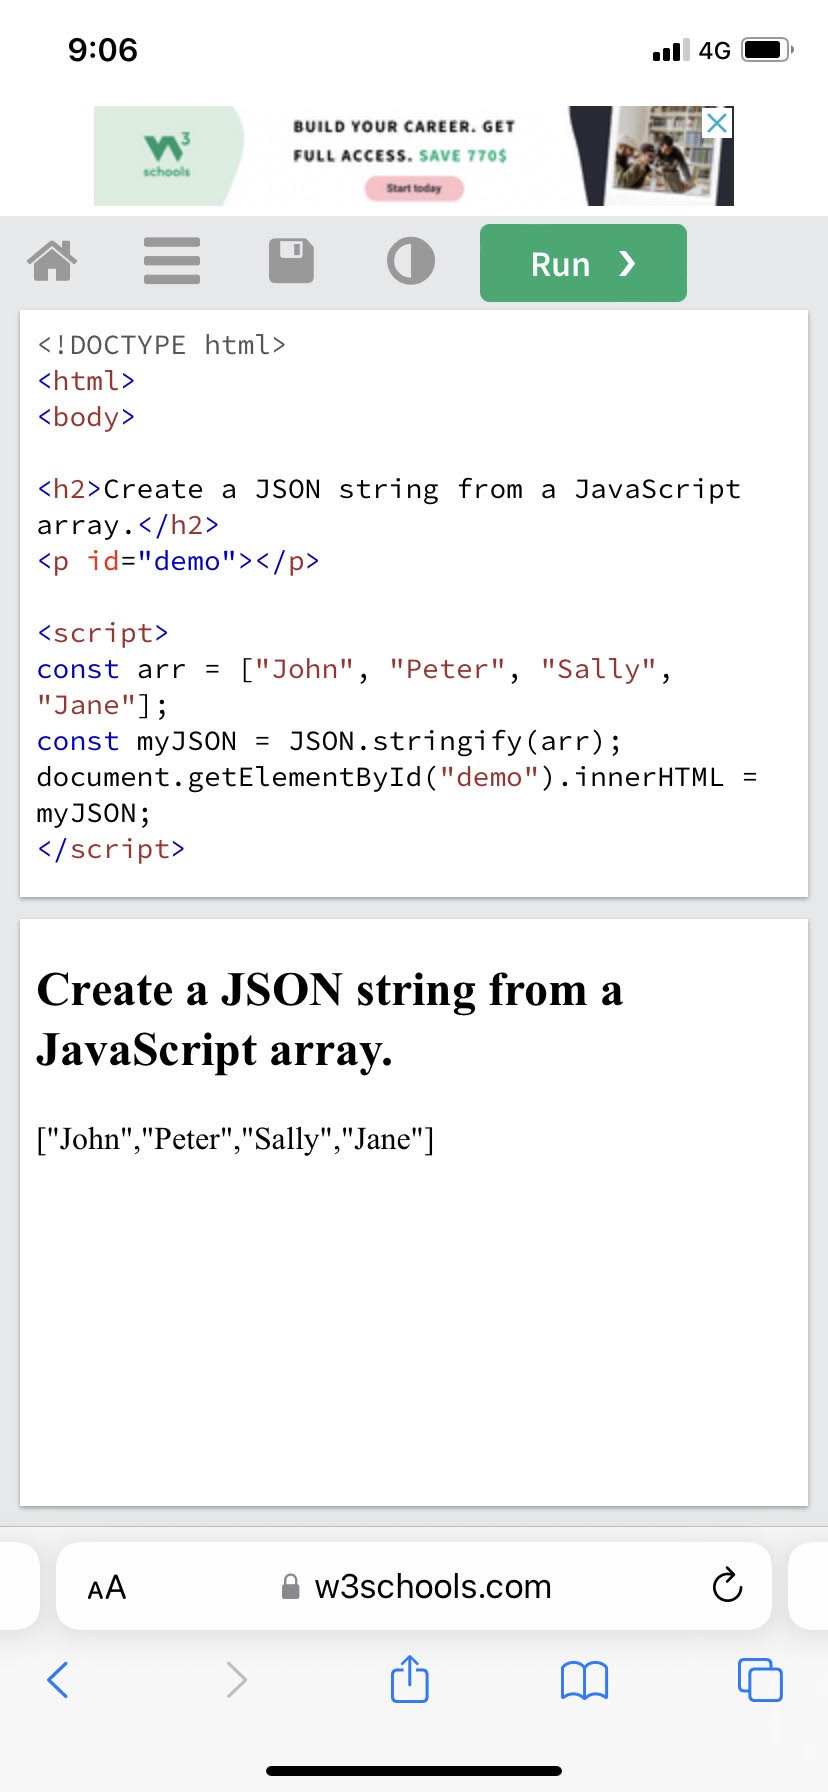 9:06
4G
W3
schools
BUILD YOUR CAREER. GET
FULL ACCESS. SAVE 770$
Start today
Run ❯
<!DOCTYPE html>
<html>
<body>
<h2>Create a JSON string from a JavaScript
array.</h2>
<p id="demo"></p>
<script>
const arr = ["John", "Peter", "Sally",
"Jane"];
const myJSON = JSON.stringify(arr);
document.getElementById("demo").innerHTML =
myJSON;
</script>
Create a JSON string from a
JavaScript array.
["John","Peter","Sally","Jane"]
AA
w3schools.com